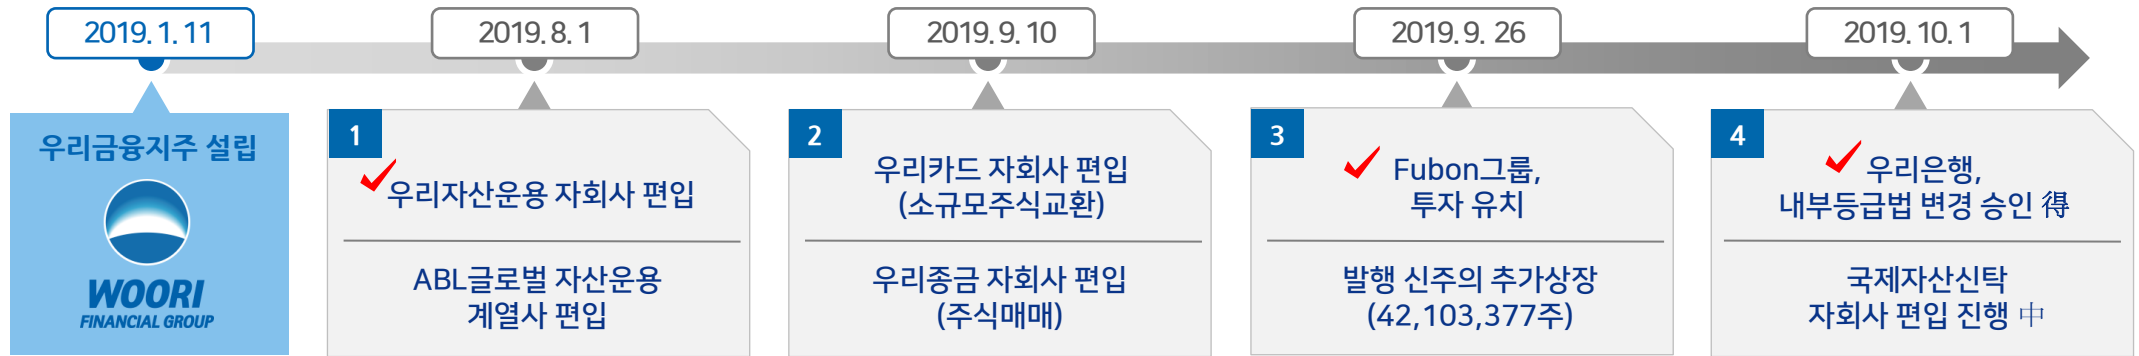 2019. 1. 11
우리금융지주 설립
WOORI
FINANCIAL GROUP
2019. 8. 1
1
우리자산운용 자회사 편입
ABL글로벌 자산운용
계열사 편입
2019. 9. 10
2
우리카드 자회사 편입
(소규모주식교환)
우리종금 자회사 편입
(주식매매)
2019. 9. 26
3
Fubon그룹,
투자 유치
발행 신주의 추가상장
(42,103,377주)
2019. 10. 1
4
우리은행,
내부등급법 변경 승인 得
국제자산신탁
자회사 편입 진행 中